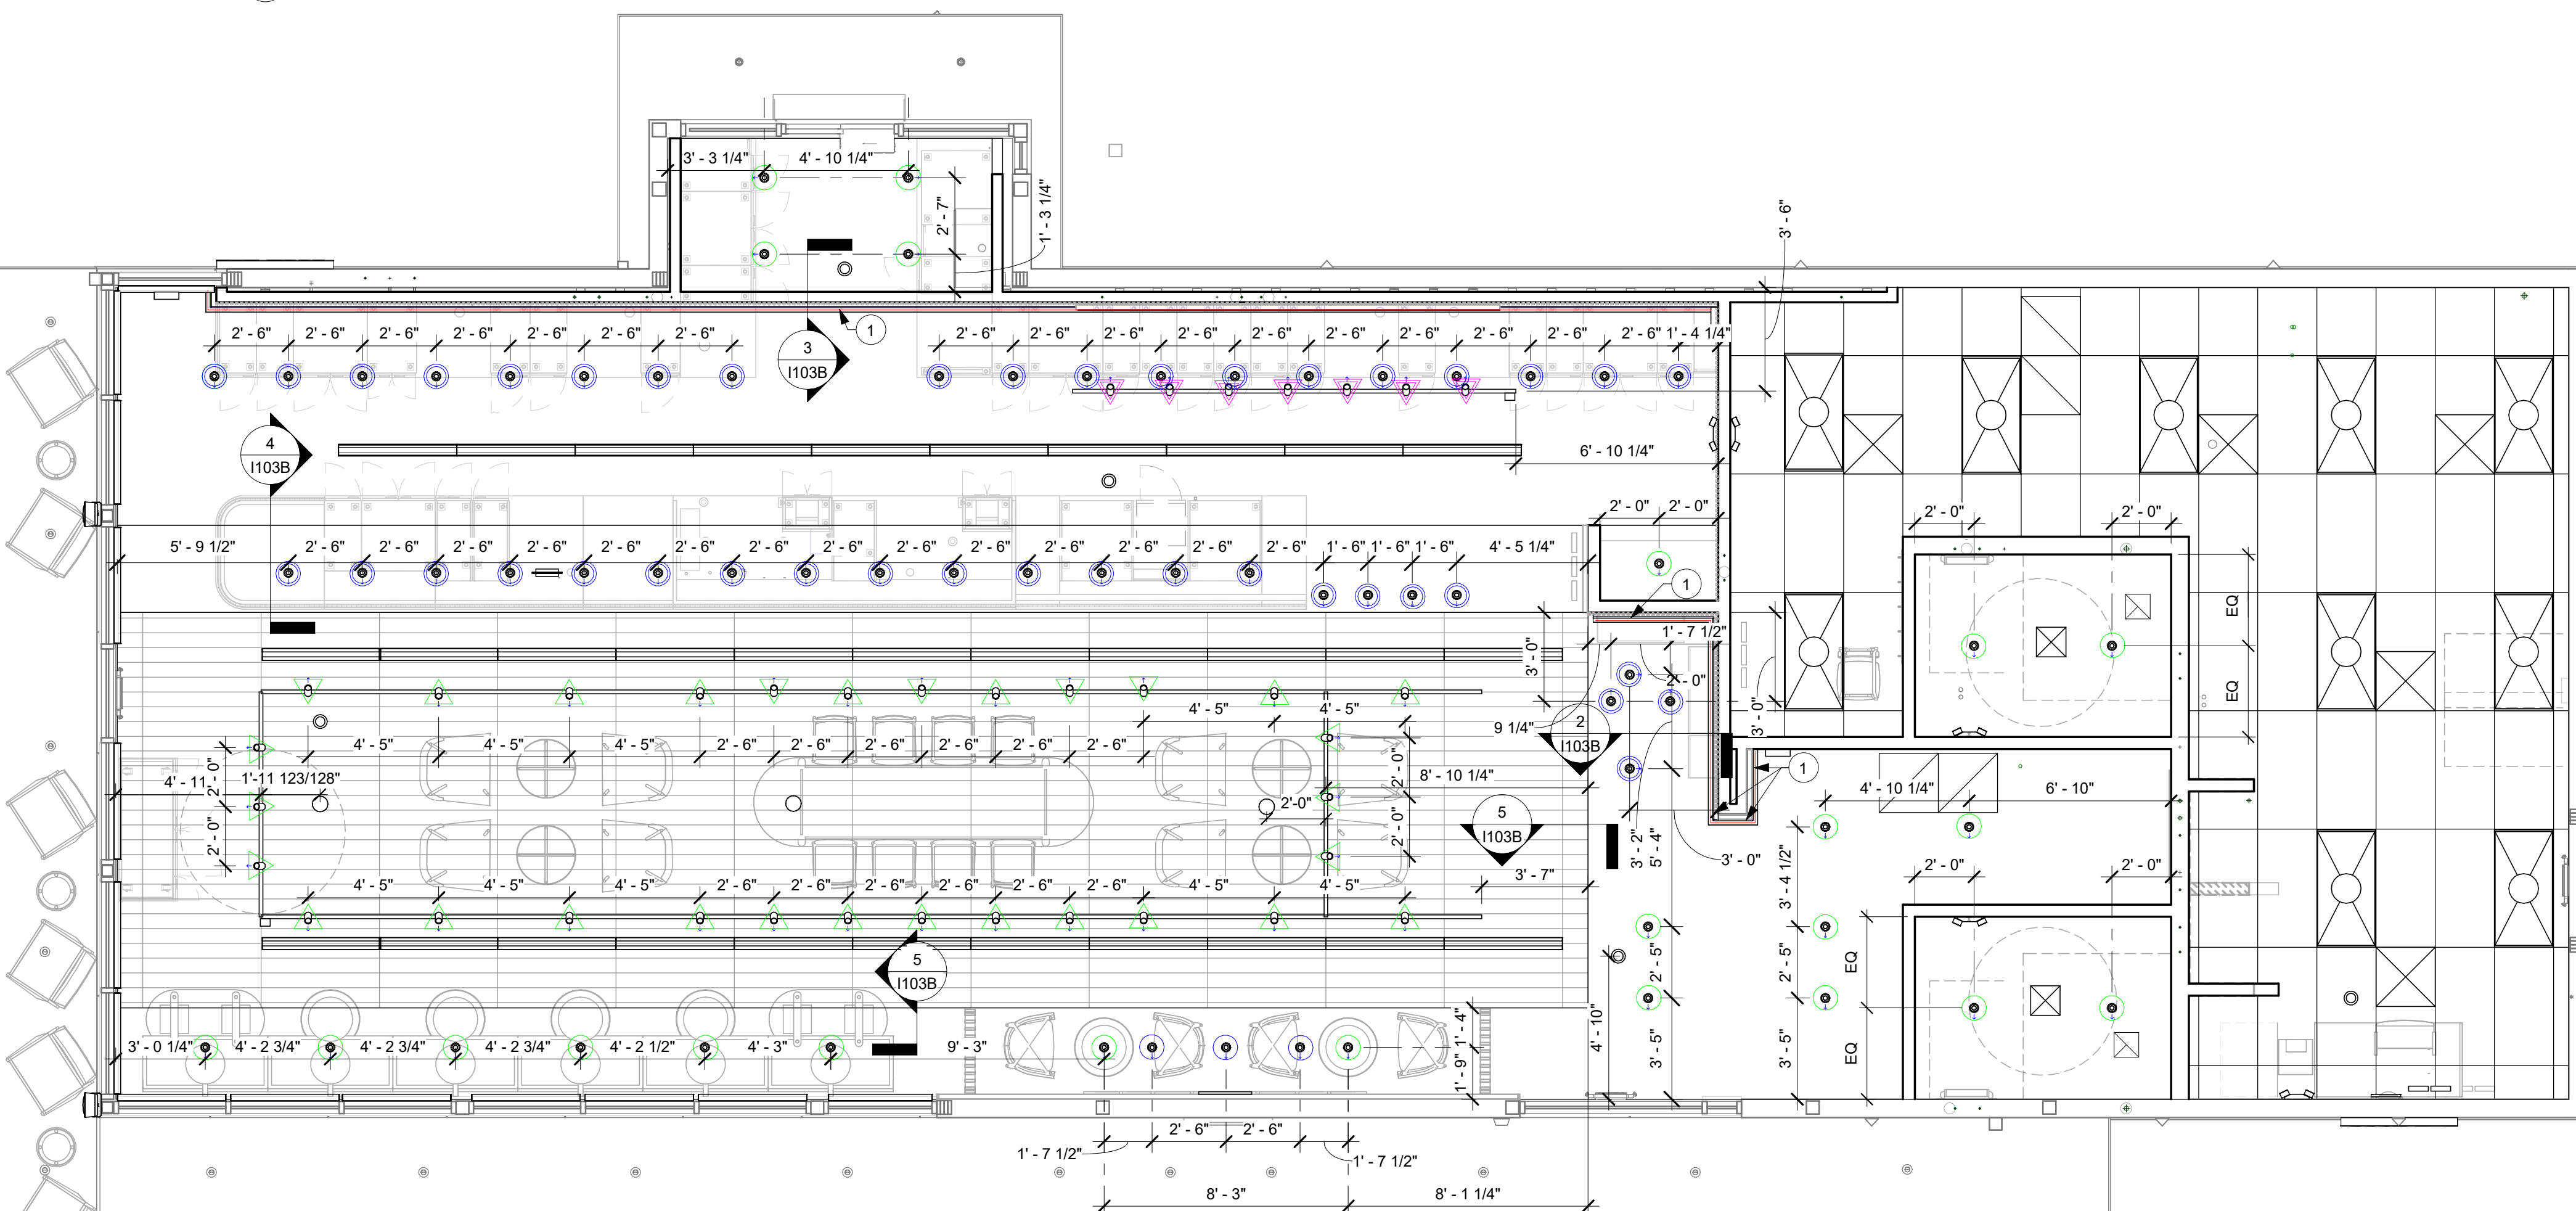 3' - 3 1/4"
4' - 10 1/4"
2' - 7"
1' - 3 1/4"
3' - 6"
1
2' - 6"
2' - 6"
2' - 6"
2' - 6"
2' - 6"
2' - 6"
2' - 6"
3
I103B
2' - 6"
2' - 6"
2' - 6"
2' - 6"
2' - 6"
2' - 6"
2' - 6"
2' - 6"
2' - 6"
2' - 6"
1' - 4 1/4"
4
I103B
6' - 10 1/4"
2' - 0"
2' - 0"
2' - 0"
2' - 0"
5' - 9 1/2"
2' - 6"
2' - 6"
2' - 6"
2' - 6"
2' - 6"
2' - 6"
2' - 6"
2' - 6"
2' - 6"
2' - 6"
2' - 6"
2' - 6"
2' - 6"
2' - 6"
1' - 6"
1' - 6"
1' - 6"
4' - 5 1/4"
1
EQ
EQ
1' - 7 1/2"
3' - 0"
2' - 0"
3' - 0"
9 1/4"
2
I103B
4' - 5"
4' - 5"
4' - 5"
4' - 5"
4' - 5"
2' - 6"
2' - 6"
2' - 6"
2' - 6"
2' - 6"
2' - 6"
4' - 11"
1'-11 123/128"
2' - 0"
2' - 0"
2' - 0"
2' - 0"
2'-0"
8' - 10 1/4"
1
4' - 10 1/4"
6' - 10"
5
I103B
3' - 2"
5' - 4"
3' - 0"
3' - 7"
4' - 5"
4' - 5"
4' - 5"
2' - 6"
2' - 6"
2' - 6"
2' - 6"
2' - 6"
2' - 6"
4' - 5"
4' - 5"
3' - 4 1/2"
2' - 0"
2' - 0"
5
I103B
2' - 5"
2' - 5"
EQ
EQ
3' - 0 1/4"
4' - 2 3/4"
4' - 2 3/4"
4' - 2 3/4"
4' - 2 1/2"
4' - 3"
9' - 3"
1' - 4"
1' - 9"
4' - 10"
3' - 5"
3' - 5"
1' - 7 1/2"
2' - 6"
2' - 6"
1' - 7 1/2"
8' - 3"
8' - 1 1/4"